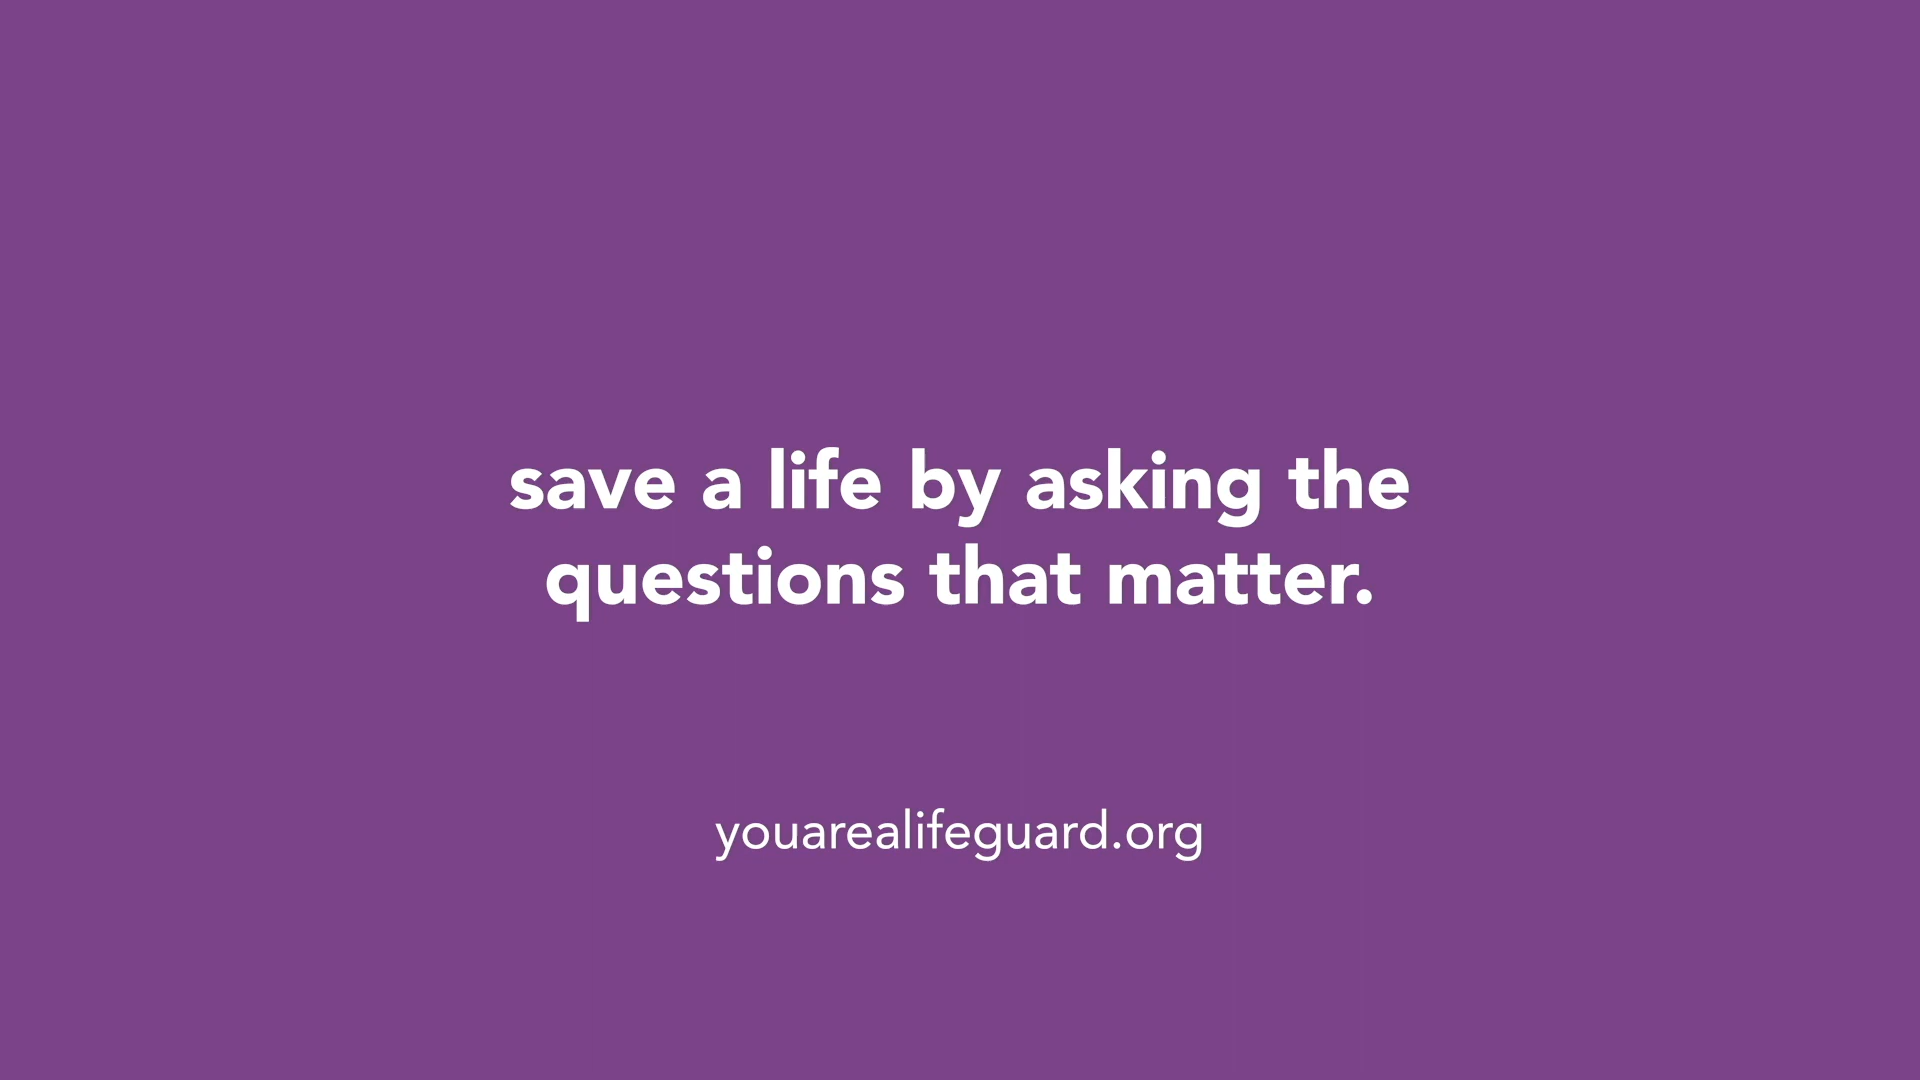 save a life by asking the
questions that matter.
youarealifeguard.org